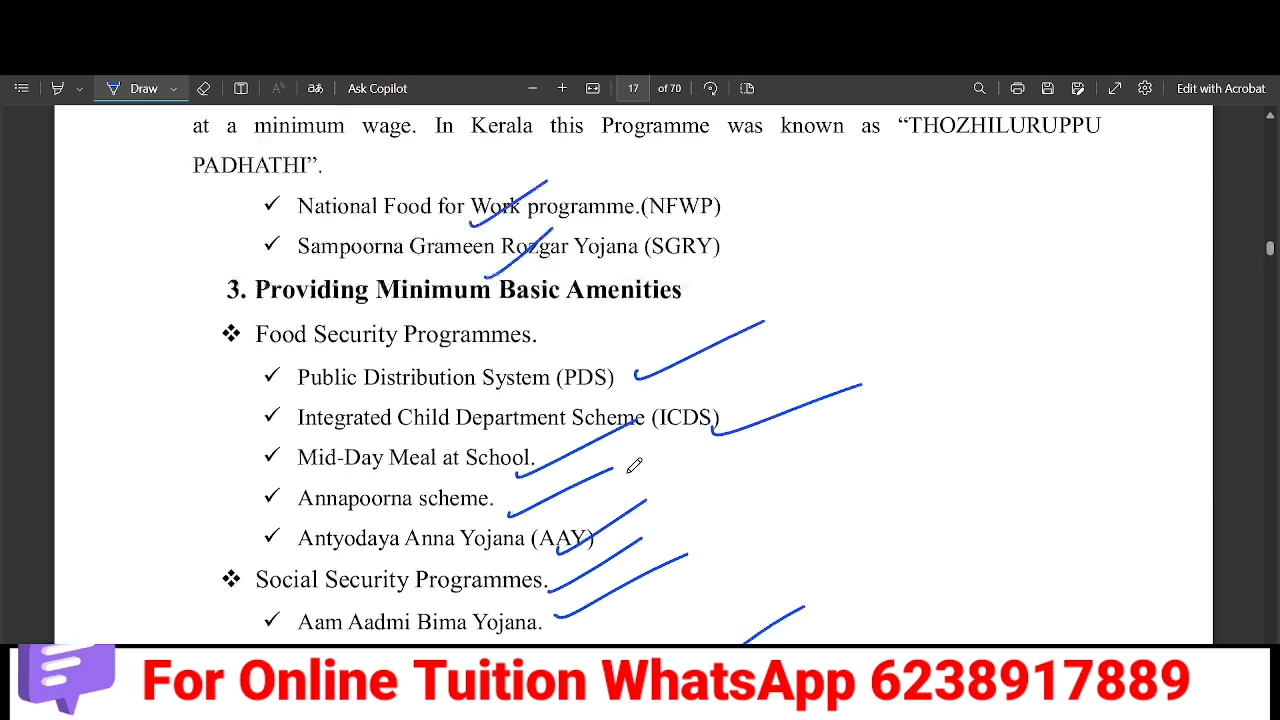 Draw
Ask Copilot
17 of 70
Edit with Acrobat
at a minimum wage. In Kerala this Programme was known as “THOZHILURUPPU
PADHATHI”.
✓ National Food for Work programme.(NFWP)
✓ Sampoorna Grameen Rozgar Yojana (SGRY)
3. Providing Minimum Basic Amenities
❖ Food Security Programmes.
✓ Public Distribution System (PDS)
✓ Integrated Child Department Scheme (ICDS)
✓ Mid-Day Meal at School.
✓ Annapoorna scheme.
✓ Antyodaya Anna Yojana (AAY)
❖ Social Security Programmes.
✓ Aam Aadmi Bima Yojana.
For Online Tuition WhatsApp 6238917889